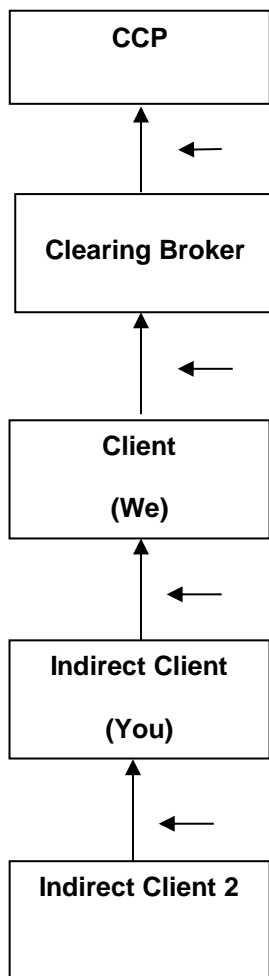 CCP
Clearing Broker
Client
(We)
Indirect Client
(You)
Indirect Client 2